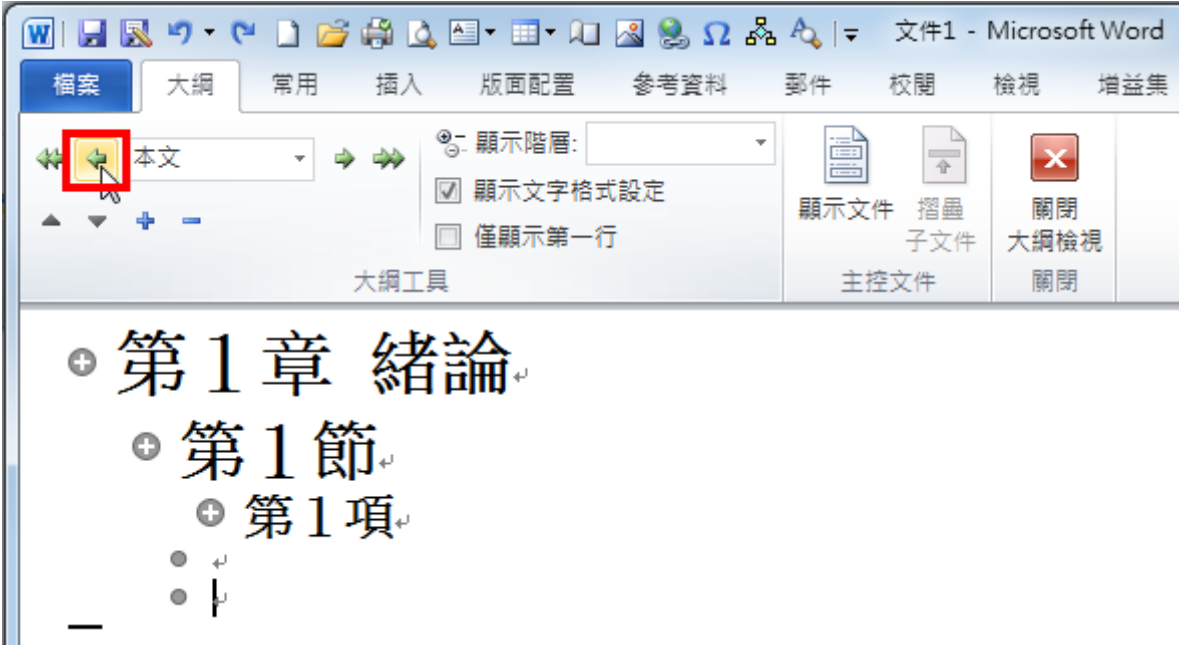 文件1 - Microsoft Word
檔案 大綱 常用 插入 版面配置 參考資料 郵件 校閱 檢視 增益集
本文
顯示階層:
顯示文字格式設定
僅顯示第一行
大綱工具
顯示文件
摺疊
子文件
主控文件
關閉
大綱檢視
關閉
第1章 緒論
第1節
第1項